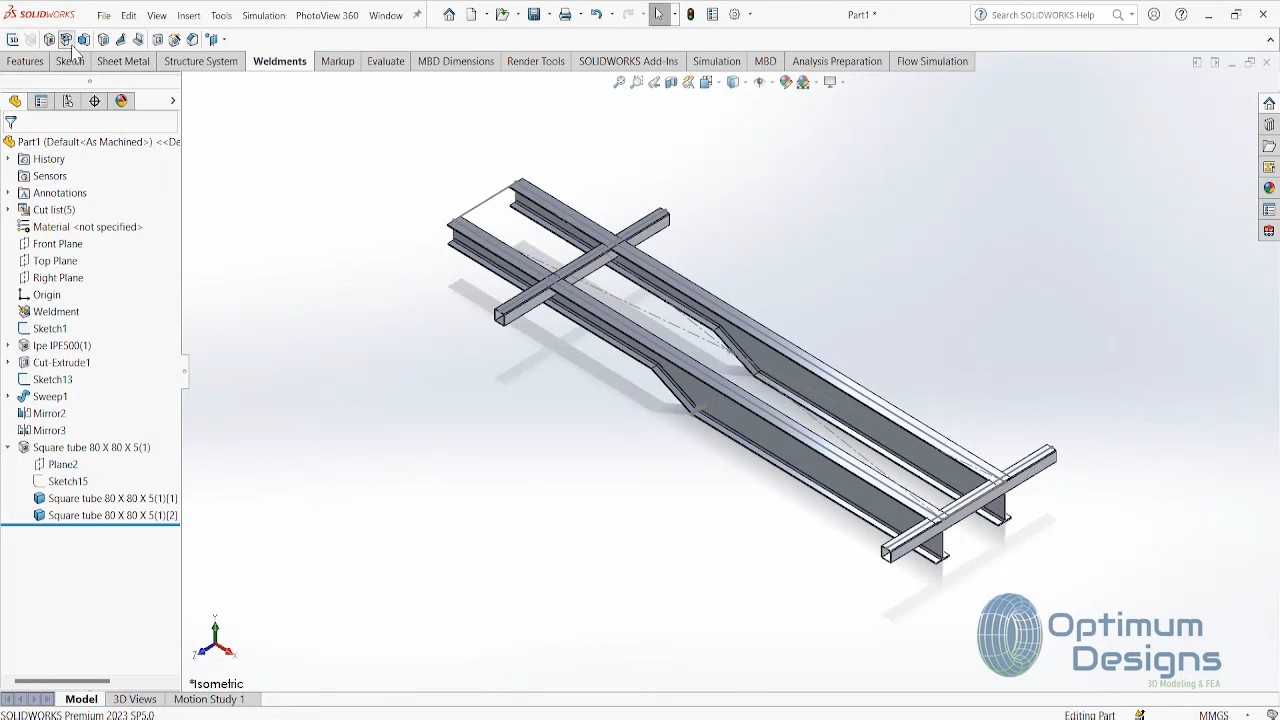 SOLIDWORKS
File Edit View Insert Tools Simulation PhotoView 360 Window
Part1 *
Search SOLIDWORKS Help
Features Sketch Sheet Metal Structure System Weldments Markup Evaluate MBD Dimensions Render Tools SOLIDWORKS Add-Ins Simulation MBD Analysis Preparation Flow Simulation
Part1 (Default<As Machined>) <<De
History
Sensors
Annotations
Cut list(5)
Material <not specified>
Front Plane
Top Plane
Right Plane
Origin
Weldment
Sketch1
Ipe IPE500(1)
Cut-Extrude1
Sketch13
Sweep1
Mirror2
Mirror3
Square tube 80 X 80 X 5(1)
Plane2
Sketch15
Square tube 80 X 80 X 5(1)[1]
Square tube 80 X 80 X 5(1)[2]
Y
Z
X
*Isometric
Optimum
Designs
3D Modeling & FEA
Model 3D Views Motion Study 1
SOLIDWORKS Premium 2023 SP5.0
Editing Part
MMGS